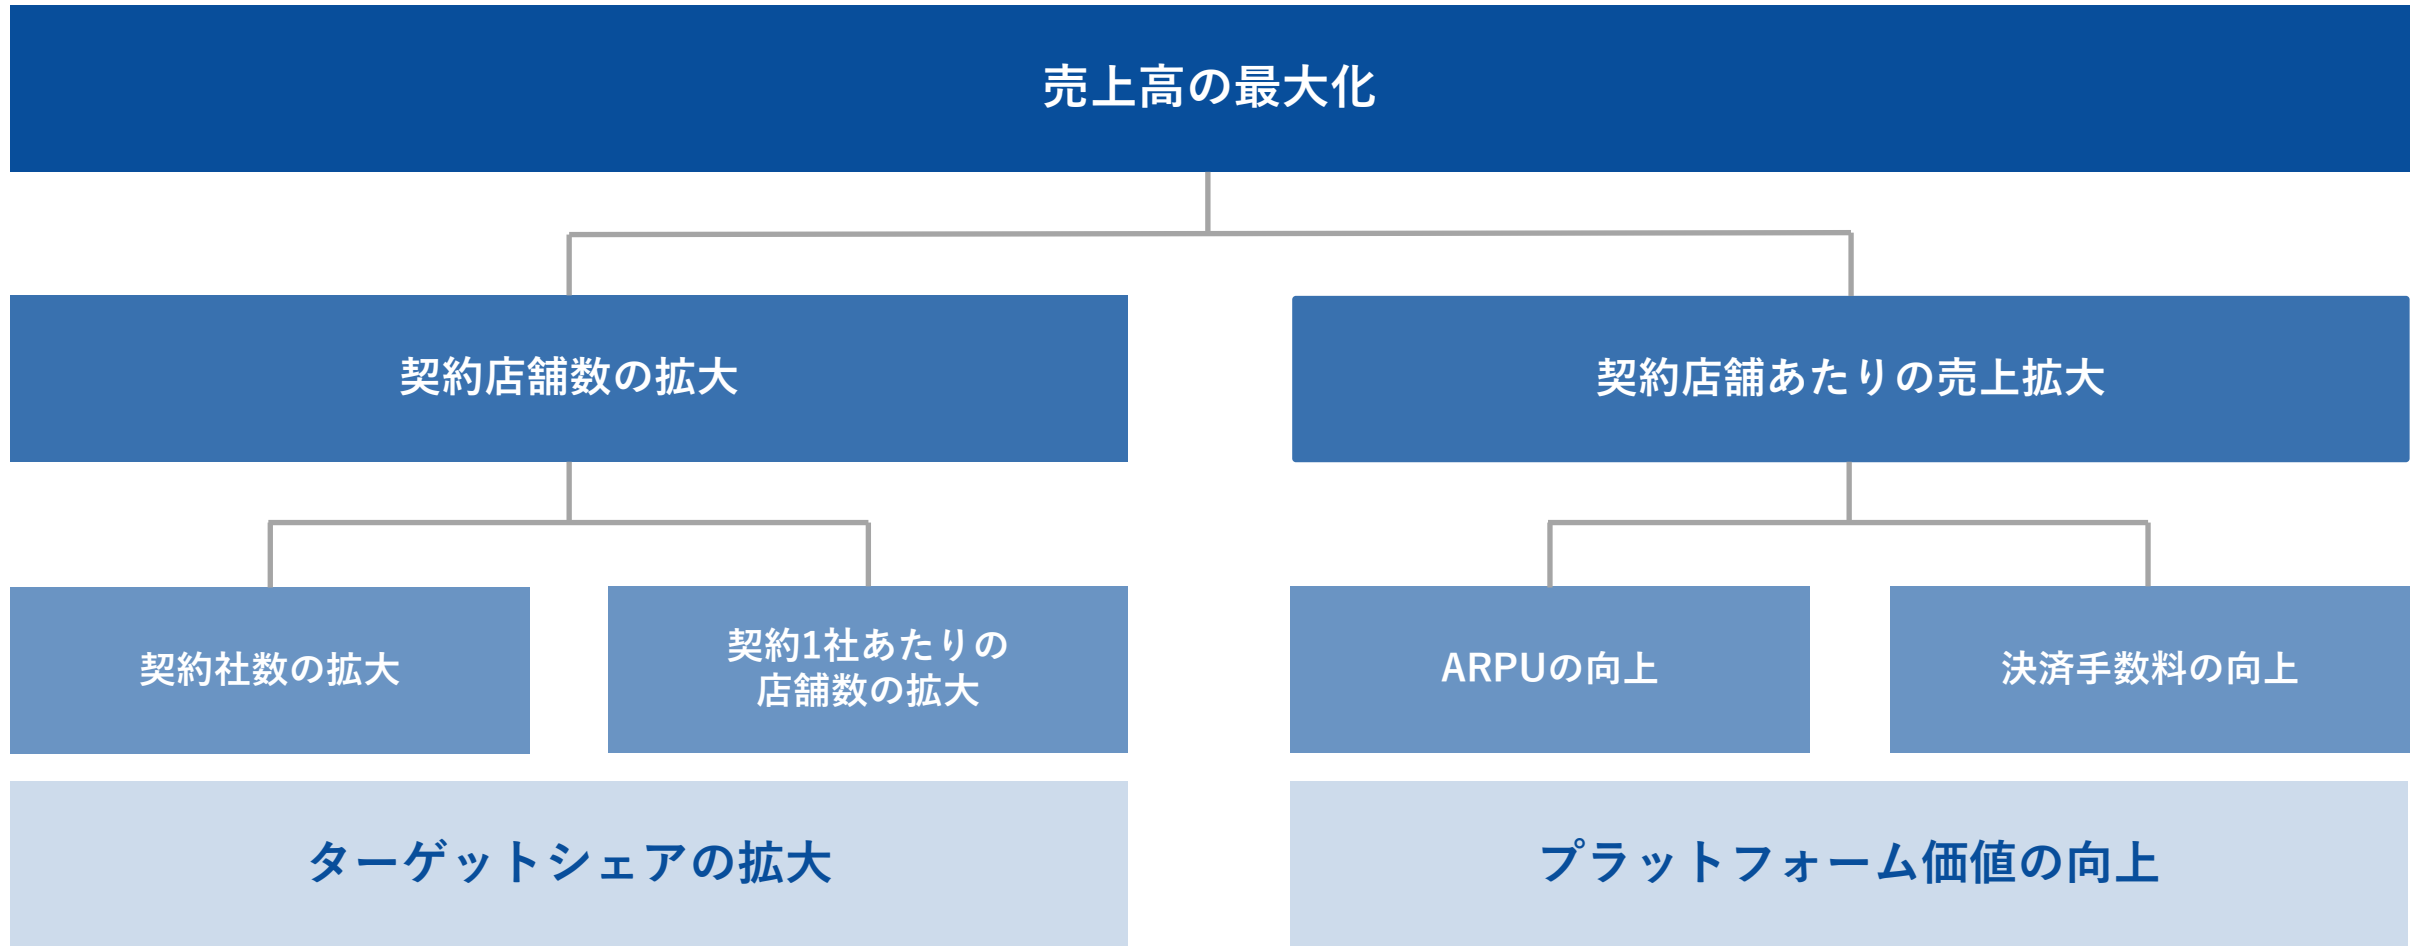 売上高の最大化
契約店舗数の拡大
契約店舗あたりの売上拡大
契約社数の拡大
契約1社あたりの
店舗数の拡大
ARPUの向上
決済手数料の向上
ターゲットシェアの拡大
プラットフォーム価値の向上